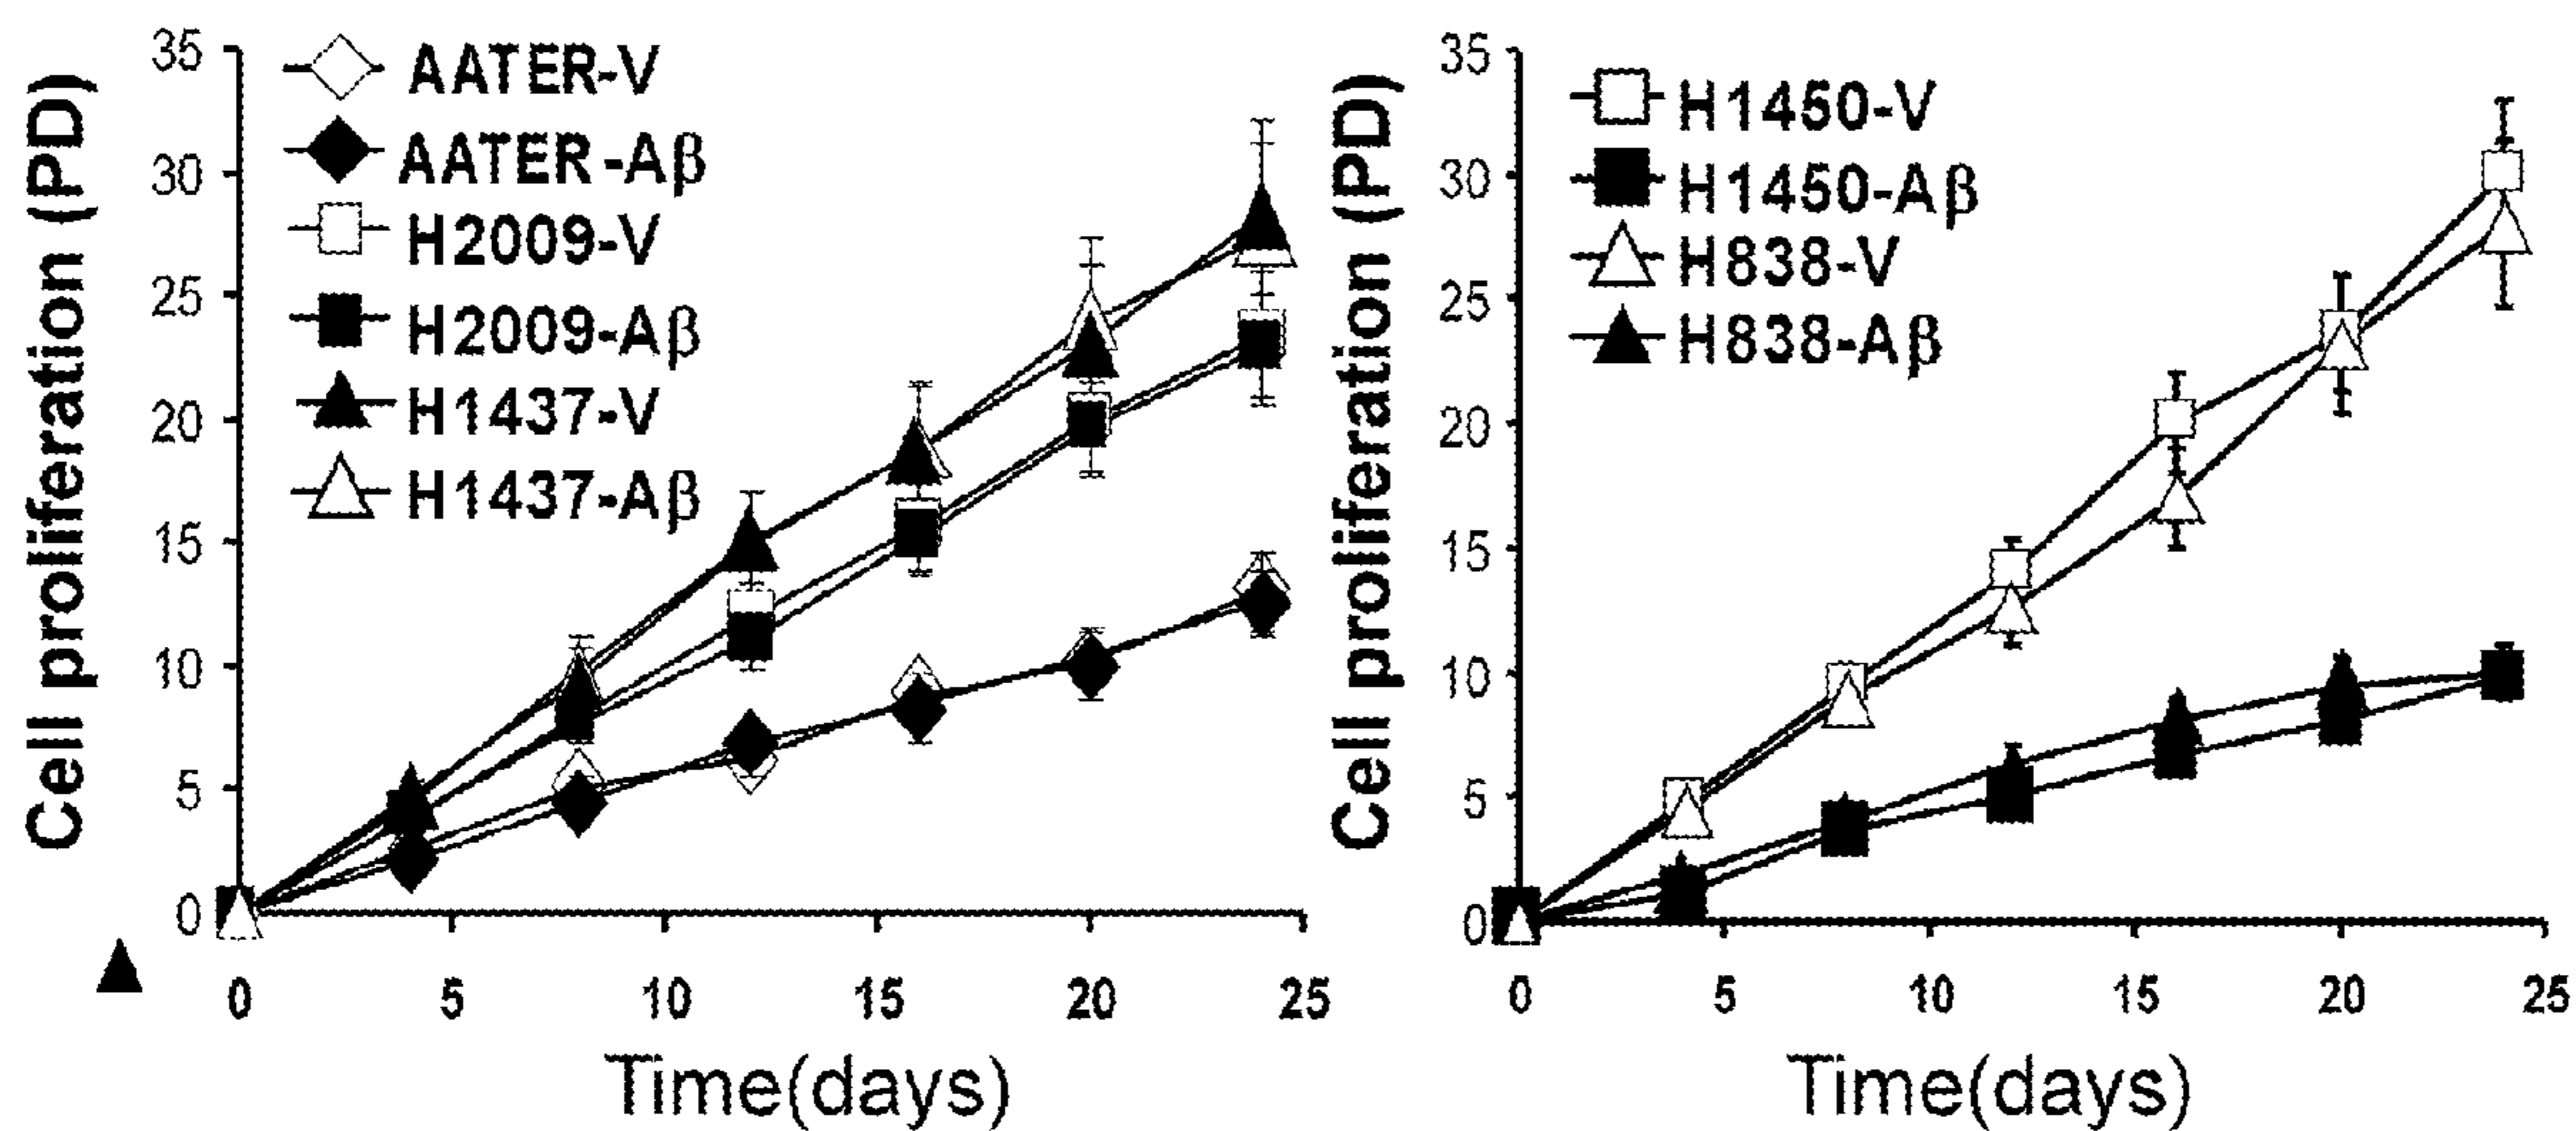 Cell proliferation (PD)
35
30
25
20
15
10
5
0
AATER-V
AATER-Aβ
H2009-V
H2009-Aβ
H1437-V
H1437-Aβ
0 5 10 15 20 25
Time(days)
Cell proliferation (PD)
35
30
25
20
15
10
5
0
H1450-V
H1450-Aβ
H838-V
H838-Aβ
0 5 10 15 20 25
Time(days)